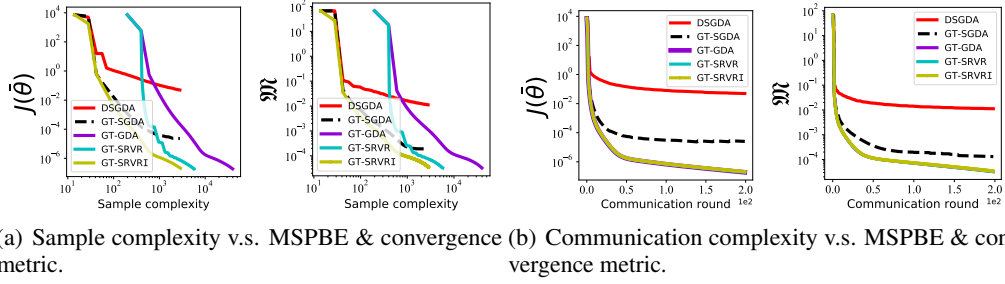 10^4
10^2
10^0
10^-2
10^-4
10^-6
J(θ̄)
DSGDA
GT-SGDA
GT-GDA
GT-SRVR
GT-SRVRI
10^1 10^2 10^3 10^4
Sample complexity
10^2
10^1
10^0
10^-1
10^-2
10^-3
10^-4
𝔐
DSGDA
GT-SGDA
GT-GDA
GT-SRVR
GT-SRVRI
10^1 10^2 10^3 10^4
Sample complexity
10^4
10^2
10^0
10^-2
10^-4
10^-6
J(θ̄)
DSGDA
GT-SGDA
GT-GDA
GT-SRVR
GT-SRVRI
0.0 0.5 1.0 1.5 2.0
Communication round 1e2
10^2
10^1
10^0
10^-1
10^-2
10^-3
10^-4
𝔐
DSGDA
GT-SGDA
GT-GDA
GT-SRVR
GT-SRVRI
0.0 0.5 1.0 1.5 2.0
Communication round 1e2
(a) Sample complexity v.s. MSPBE & convergence
metric.
(b) Communication complexity v.s. MSPBE & con
vergence metric.